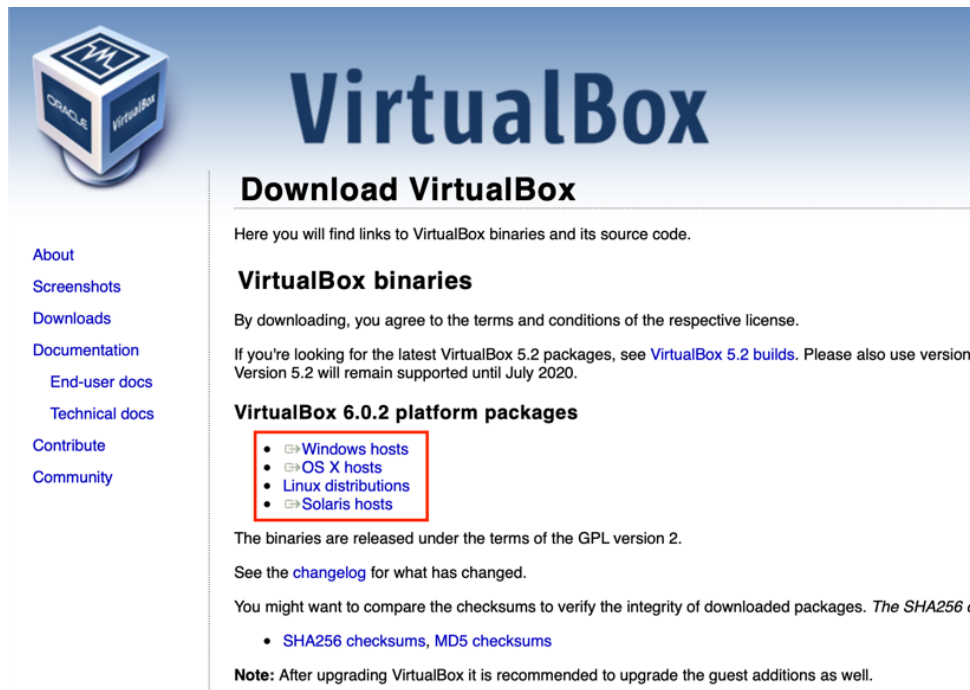 ORACLE
VirtualBox
VirtualBox
Download VirtualBox
Here you will find links to VirtualBox binaries and its source code.
About
Screenshots
Downloads
Documentation
End-user docs
Technical docs
Contribute
Community
VirtualBox binaries
By downloading, you agree to the terms and conditions of the respective license.
If you're looking for the latest VirtualBox 5.2 packages, see VirtualBox 5.2 builds. Please also use version
Version 5.2 will remain supported until July 2020.
VirtualBox 6.0.2 platform packages
• Windows hosts
• OS X hosts
• Linux distributions
• Solaris hosts
The binaries are released under the terms of the GPL version 2.
See the changelog for what has changed.
You might want to compare the checksums to verify the integrity of downloaded packages. The SHA256
• SHA256 checksums, MD5 checksums
Note: After upgrading VirtualBox it is recommended to upgrade the guest additions as well.